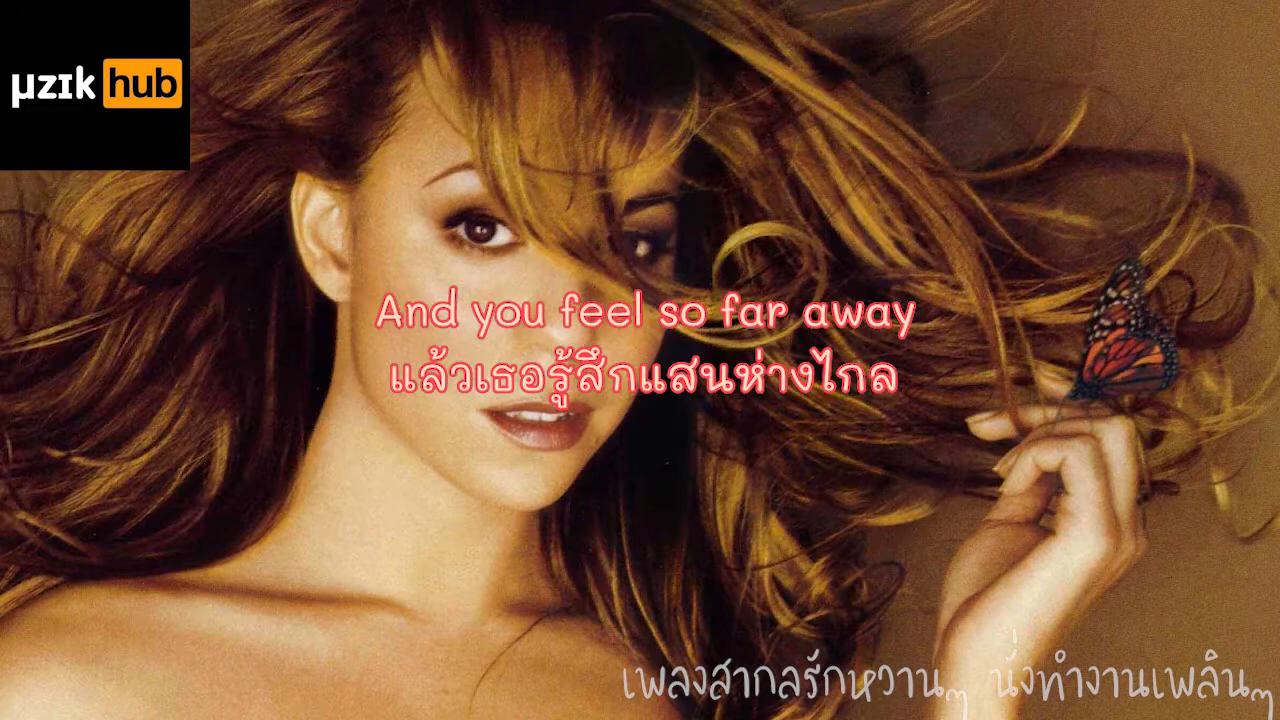 µzık hub
And you feel so far away
แล้วเธอรู้สึกแสนห่างไกล
เพลงสากลรักหวานๆ นั่งทำงานเพลินๆ